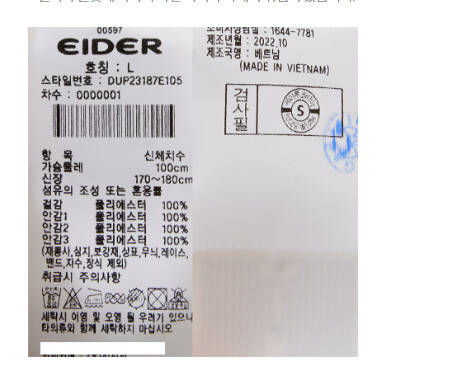 00597
EIDER
호칭 : L
스타일번호 : DUP23187E105
차수 : 0000001
항 목 신체치수
가슴둘레 100cm
신장 170~180cm
섬유의 조성 또는 혼용률
겉감 폴리에스터 100%
안감1 폴리에스터 100%
안감2 폴리에스터 100%
안감3 폴리에스터 100%
(재봉사,심지,보강재,상표,무늬,레이스,
밴드,자수,장식 제외)
취급시 주의사항
세탁시 이염 및 오염 될 우려가 있으니
타의류와 함께 세탁하지 마십시오
: 1644-7781
제조년월 : 2022.10
제조국명 : 베트남
(MADE IN VIETNAM)
검사필
S